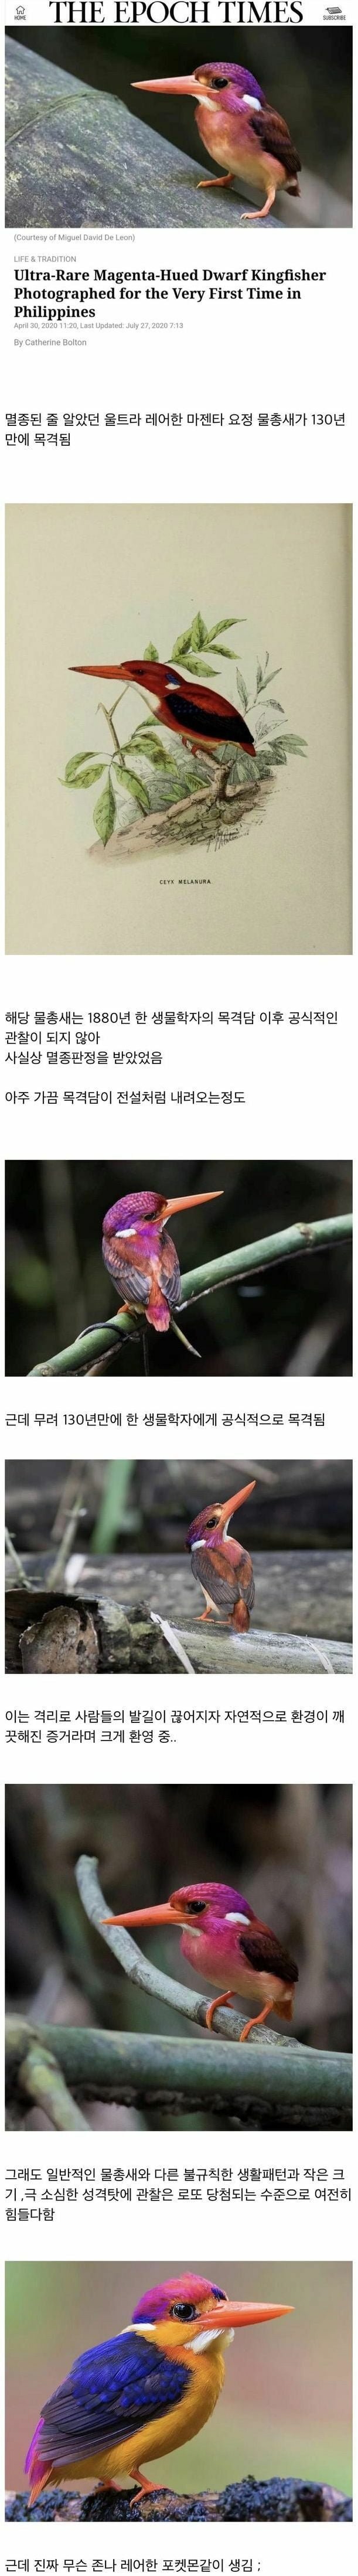 HOME
THE EPOCH TIMES
SUBSCRIBE
(Courtesy of Miguel David De Leon)
LIFE & TRADITION
Ultra-Rare Magenta-Hued Dwarf Kingfisher
Photographed for the Very First Time in
Philippines
April 30, 2020 11:20, Last Updated: July 27, 2020 7:13
By Catherine Bolton
멸종된 줄 알았던 울트라 레어한 마젠타 요정 물총새가 130년
만에 목격됨
CEYX MELANURA.
해당 물총새는 1880년 한 생물학자의 목격담 이후 공식적인
관찰이 되지 않아
사실상 멸종판정을 받았었음
아주 가끔 목격담이 전설처럼 내려오는정도
근데 무려 130년만에 한 생물학자에게 공식적으로 목격됨
이는 격리로 사람들의 발길이 끊어지자 자연적으로 환경이 깨
끗해진 증거라며 크게 환영 중..
그래도 일반적인 물총새와 다른 불규칙한 생활패턴과 작은 크
기 ,극 소심한 성격탓에 관찰은 로또 당첨되는 수준으로 여전히
힘들다함
근데 진짜 무슨 존나 레어한 포켓몬같이 생김 ;